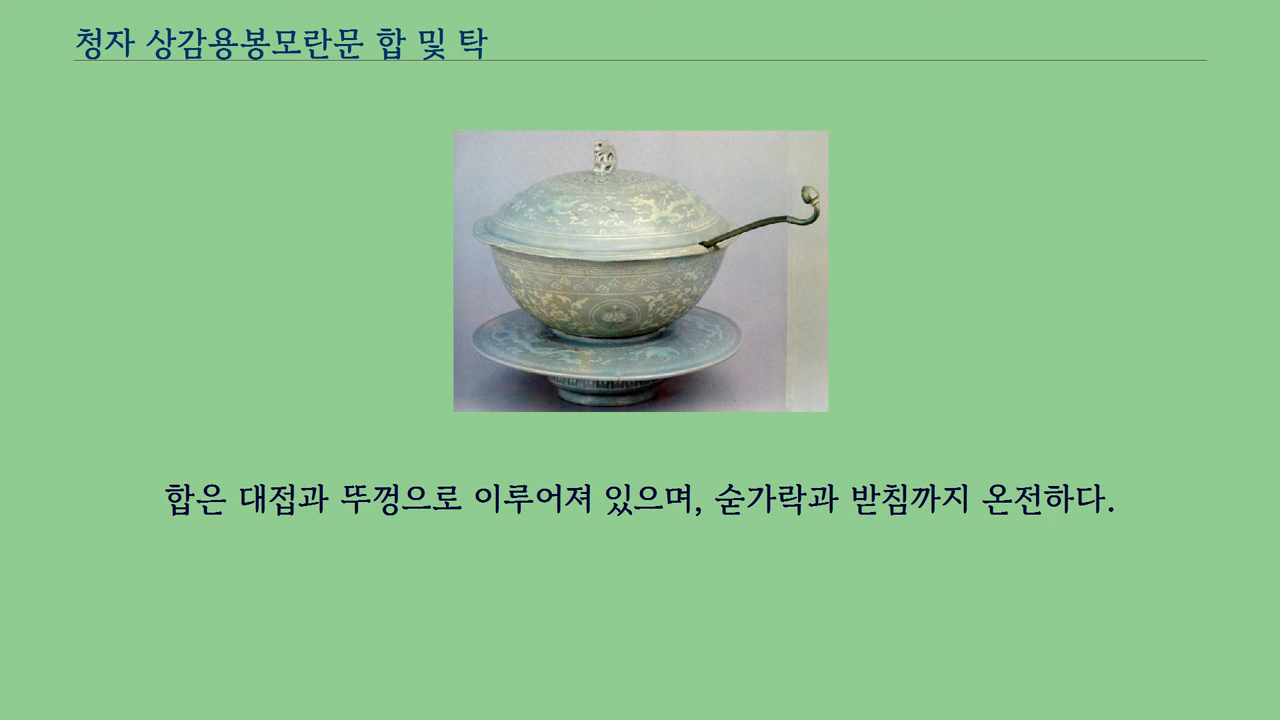 청자 상감용봉모란문 합 및 탁
합은 대접과 뚜껑으로 이루어져 있으며, 숟가락과 받침까지 온전하다.